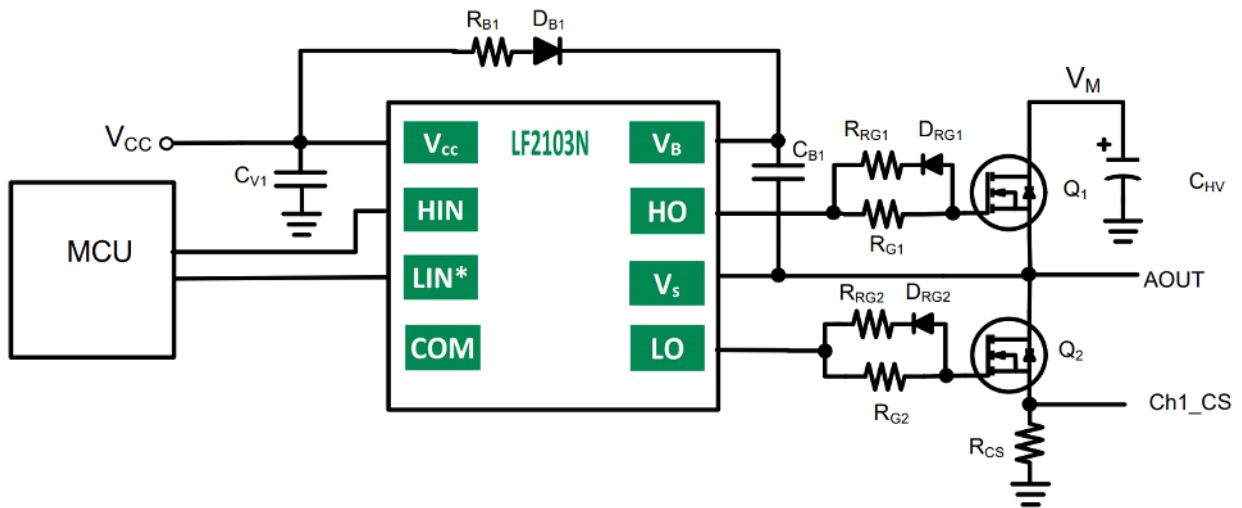 RB1 DB1
VM
VCC
Vcc LF2103N VB
CV1
CB1
RRG1 DRG1
Q1
CHV
MCU
HIN HO
RG1
LIN* Vs
AOUT
RRG2 DRG2
COM LO
Q2
RG2
Ch1_CS
RCS
+